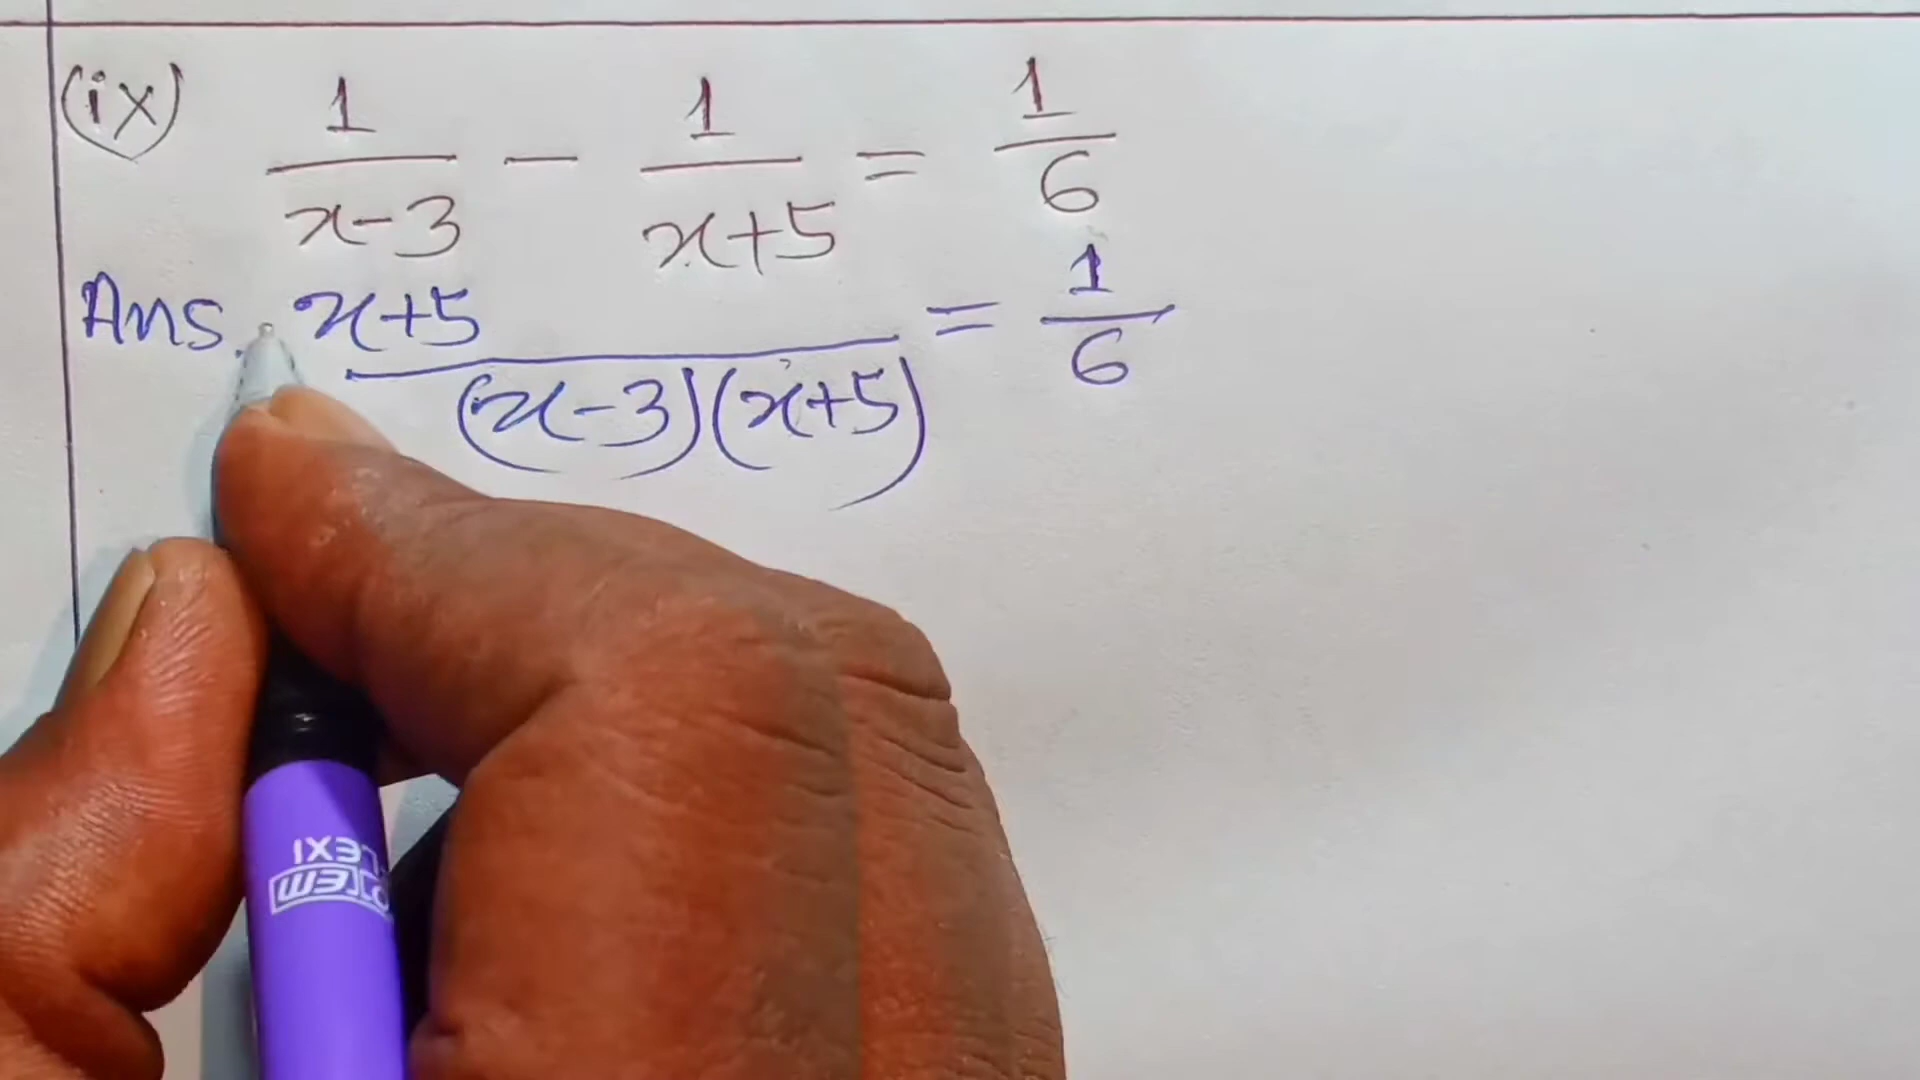 (ix) 1/(x-3) - 1/(x+5) = 1/6
Ans. x+5/((x-3)(x+5)) = 1/6